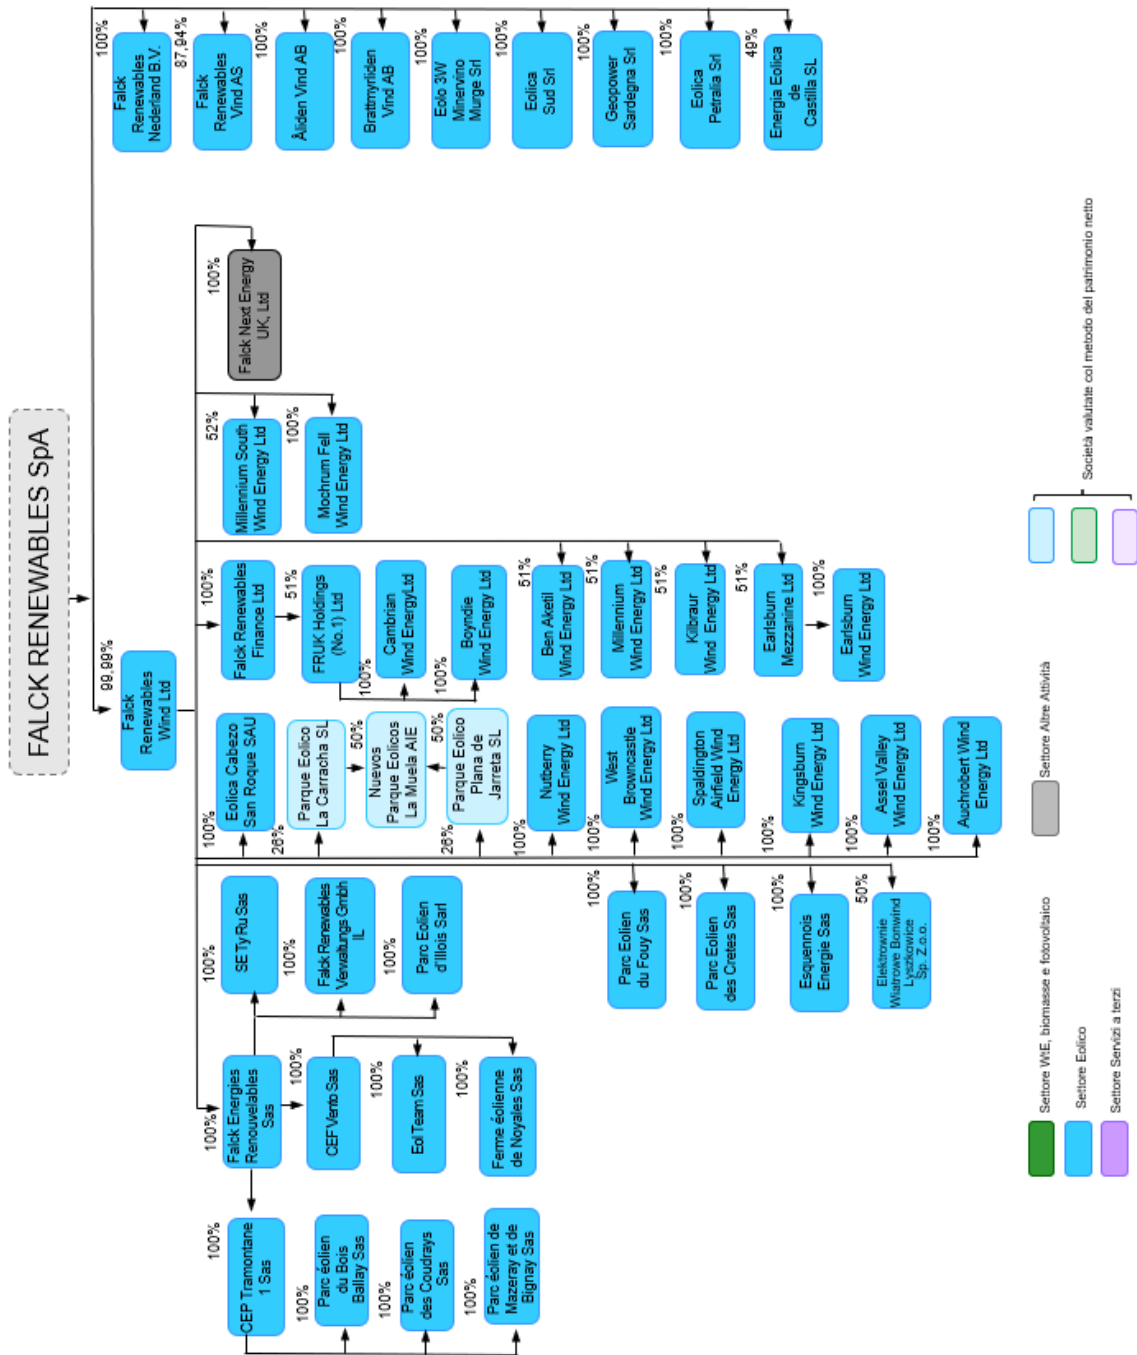 FALCK RENEWABLES SpA
99,99%
Falck
Renewables
Wind Ltd
100%
Falck
Renewables
Nederland B.V.
87,94%
Falck
Renewables
Vind AS
100%
Åliden Vind AB
100%
Brattmyrliden
Vind AB
100%
Eolo 3W
Minervino
Murge Srl
100%
Eolica
Sud Srl
100%
Geopower
Sardegna Srl
100%
Eolica
Petralia Srl
49%
Energia Eolica
de
Castilla SL
100%
Falck Energies
Renouvelables
Sas
100%
CEP Tramontane
1 Sas
100%
Parc éolien
du Bois
Ballay Sas
100%
Parc éolien
des Coudrays
Sas
100%
Parc éolien de
Mazeray et de
Bignay Sas
100%
CEF Vento Sas
100%
Eol Team Sas
100%
Ferme éolienne
de Noyales Sas
100%
SE Ty Ru Sas
100%
Falck Renewables
Verwaltungs Gmbh
IL
100%
Parc Eolien
d'Illois Sarl
100%
Parc Eolien
du Fouy Sas
100%
Parc Eolien
des Cretes Sas
100%
Esquennois
Energie Sas
50%
Elektrownie
Wiatrowe Bonwind
Lyszkowice
Sp. Z.o.o.
100%
Eolica Cabezo
San Roque SAU
26%
Parque Eolico
La Carracha SL
50%
Nuevos
Parque Eolicos
La Muela AIE
50%
26%
Parque Eolico
Plana de
Jarreta SL
100%
Nutberry
Wind Energy Ltd
100%
West
Browncastle
Wind Energy Ltd
100%
Spaldington
Airfield Wind
Energy Ltd
100%
Kingsburn
Wind Energy Ltd
100%
Assel Valley
Wind Energy Ltd
100%
Auchrobert Wind
Energy Ltd
100%
Falck Renewables
Finance Ltd
51%
FRUK Holdings
(No.1) Ltd
100%
Cambrian
Wind EnergyLtd
100%
Boyndie
Wind Energy Ltd
51%
Ben Aketil
Wind Energy Ltd
51%
Millennium
Wind Energy Ltd
51%
Kilbraur
Wind Energy Ltd
51%
Earlsburn
Mezzanine Ltd
100%
Earlsburn
Wind Energy Ltd
52%
Millennium South
Wind Energy Ltd
100%
Mochrum Fell
Wind Energy Ltd
100%
Falck Next Energy
UK, Ltd
Settore WtE, biomasse e fotovoltaico
Settore Eolico
Settore Servizi a terzi
Settore Altre Attività
Società valutate col metodo del patrimonio netto